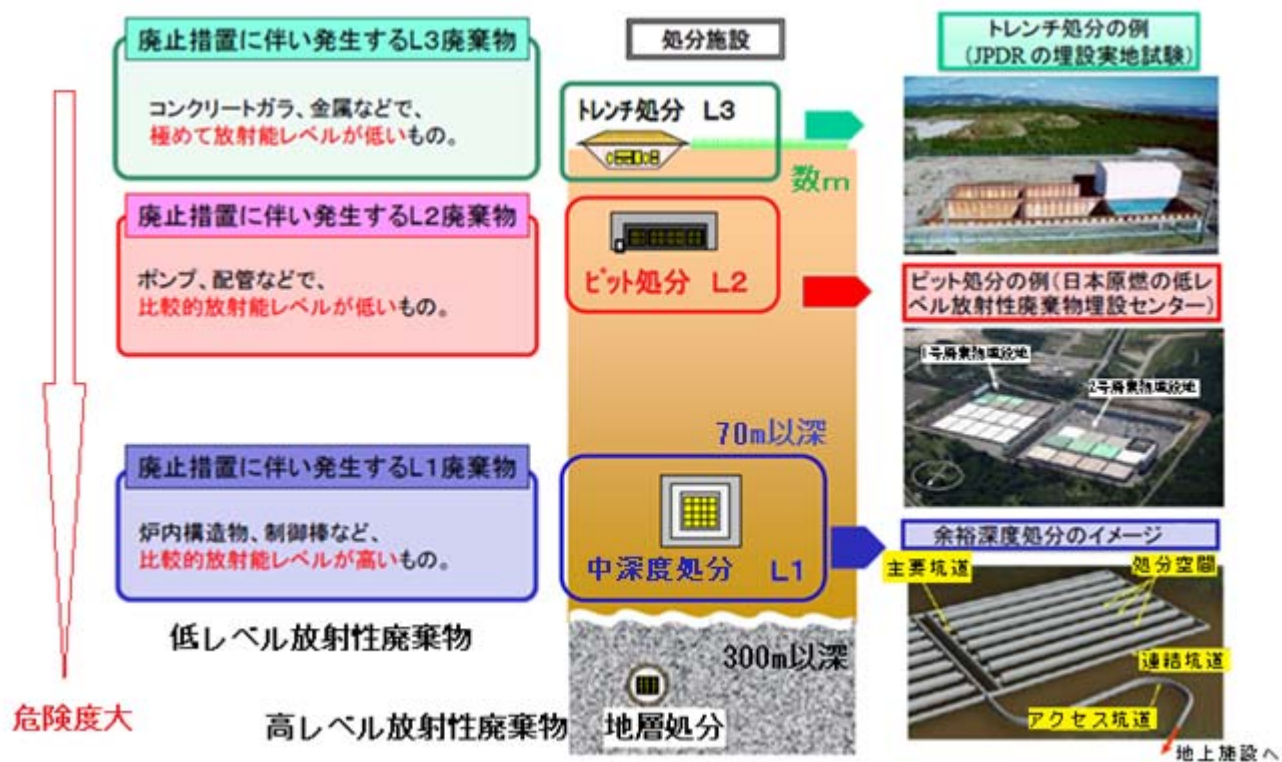 廃止措置に伴い発生するL3廃棄物
コンクリートガラ、金属などで、
極めて放射能レベルが低いもの。
廃止措置に伴い発生するL2廃棄物
ポンプ、配管などで、
比較的放射能レベルが低いもの。
廃止措置に伴い発生するL1廃棄物
炉内構造物、制御棒など、
比較的放射能レベルが高いもの。
低レベル放射性廃棄物
高レベル放射性廃棄物
危険度大
処分施設
トレンチ処分 L3
数m
ピット処分 L2
70m以深
中深度処分 L1
300m以深
地層処分
トレンチ処分の例
(JPDRの埋設実地試験)
ピット処分の例(日本原燃の低レ
ベル放射性廃棄物埋設センター)
1号廃棄物埋設地
2号廃棄物埋設地
余裕深度処分のイメージ
主要坑道
処分空間
連結坑道
アクセス坑道
地上施設へ